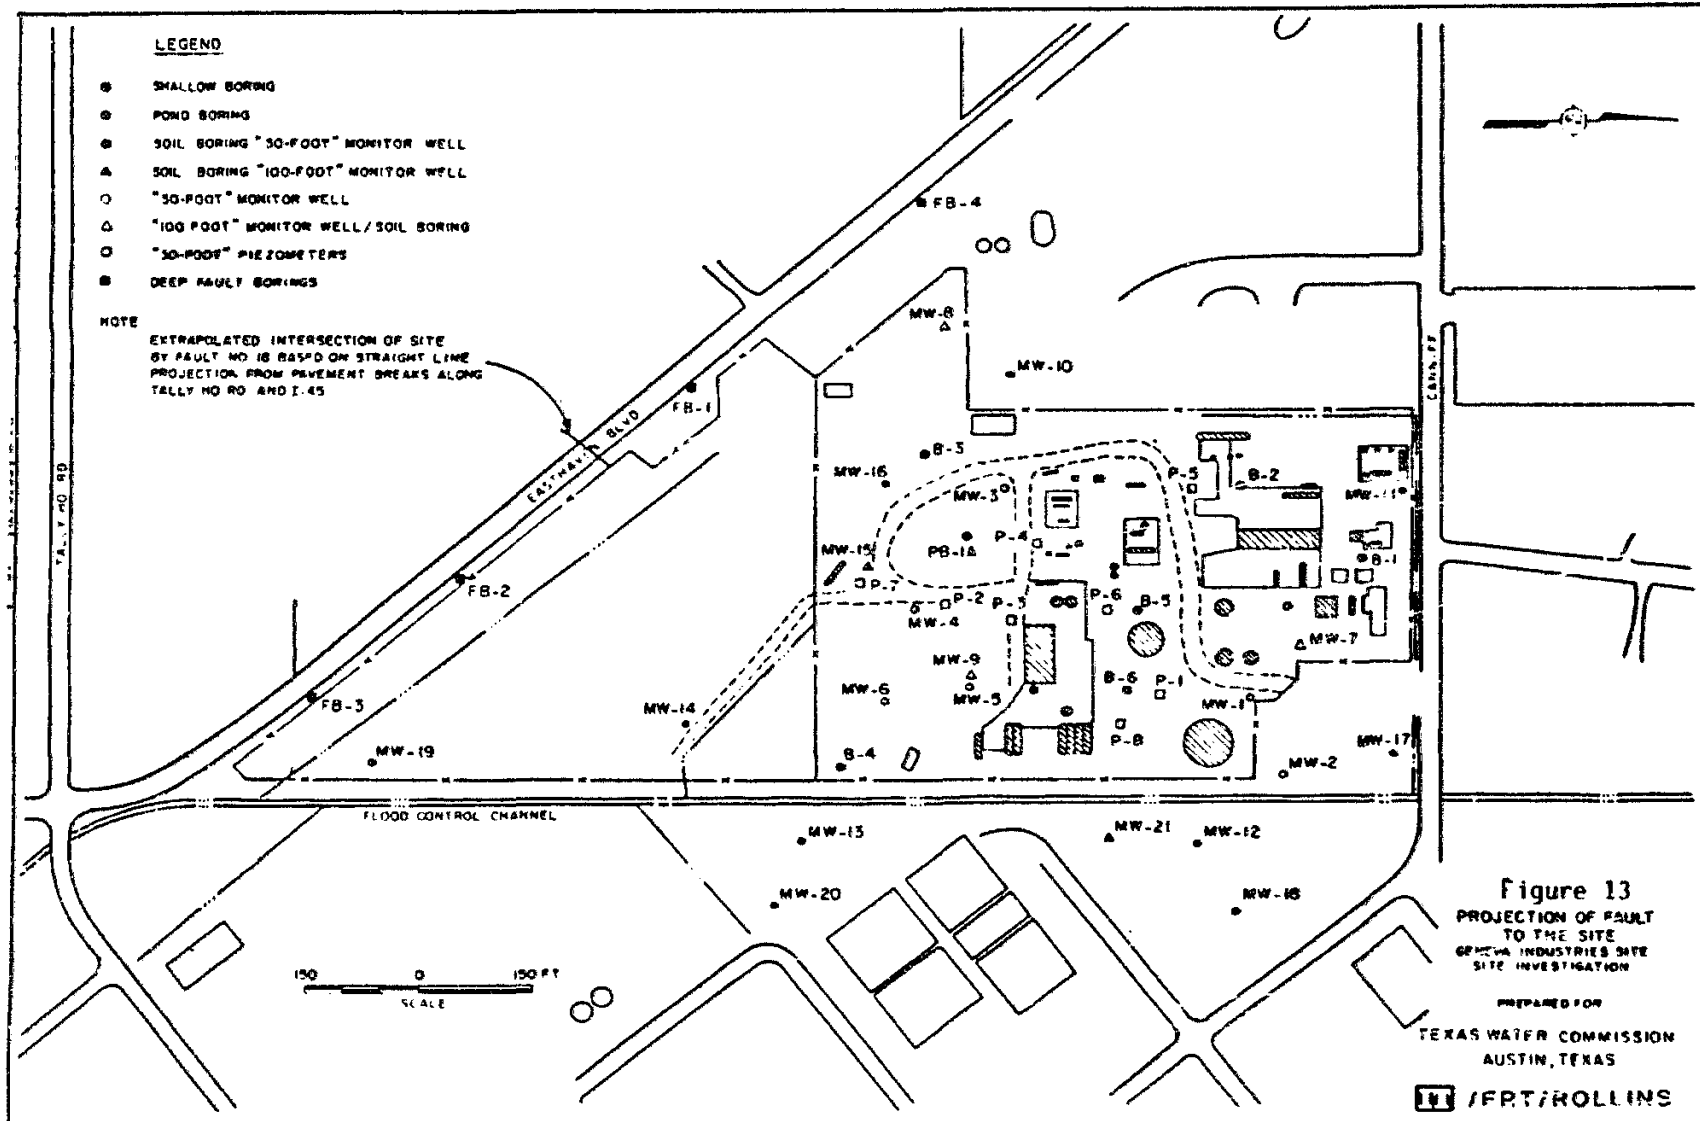 LEGEND
SHALLOW BORING
POND BORING
SOIL BORING "30-FOOT" MONITOR WELL
SOIL BORING "100-FOOT" MONITOR WELL
"30-FOOT" MONITOR WELL
"100 FOOT" MONITOR WELL/SOIL BORING
"30-FOOT" PIEZOMETERS
DEEP FAULT BORINGS
NOTE
EXTRAPOLATED INTERSECTION OF SITE
BY FAULT NO 18 BASED ON STRAIGHT LINE
PROJECTION FROM PAVEMENT BREAKS ALONG
TALLY HO RD AND I-45
TALLY HO RD
EASTHAVEN BLVD
FB-4
MW-8
MW-10
FB-1
B-3
MW-16
MW-3
P-5
B-2
MW-11
MW-15
PB-1
P-4
B-1
FB-2
P-7
P-2
P-3
P-6
B-5
MW-4
MW-7
MW-9
MW-6
MW-5
B-6
P-1
MW-1
FB-3
MW-14
P-8
MW-17
MW-19
B-4
MW-2
FLOOD CONTROL CHANNEL
MW-13
MW-21
MW-12
MW-20
MW-18
150 0 150 FT
SCALE
Figure 13
PROJECTION OF FAULT
TO THE SITE
GENEVA INDUSTRIES SITE
SITE INVESTIGATION
PREPARED FOR
TEXAS WATER COMMISSION
AUSTIN, TEXAS
IT /ERT/ROLLINS